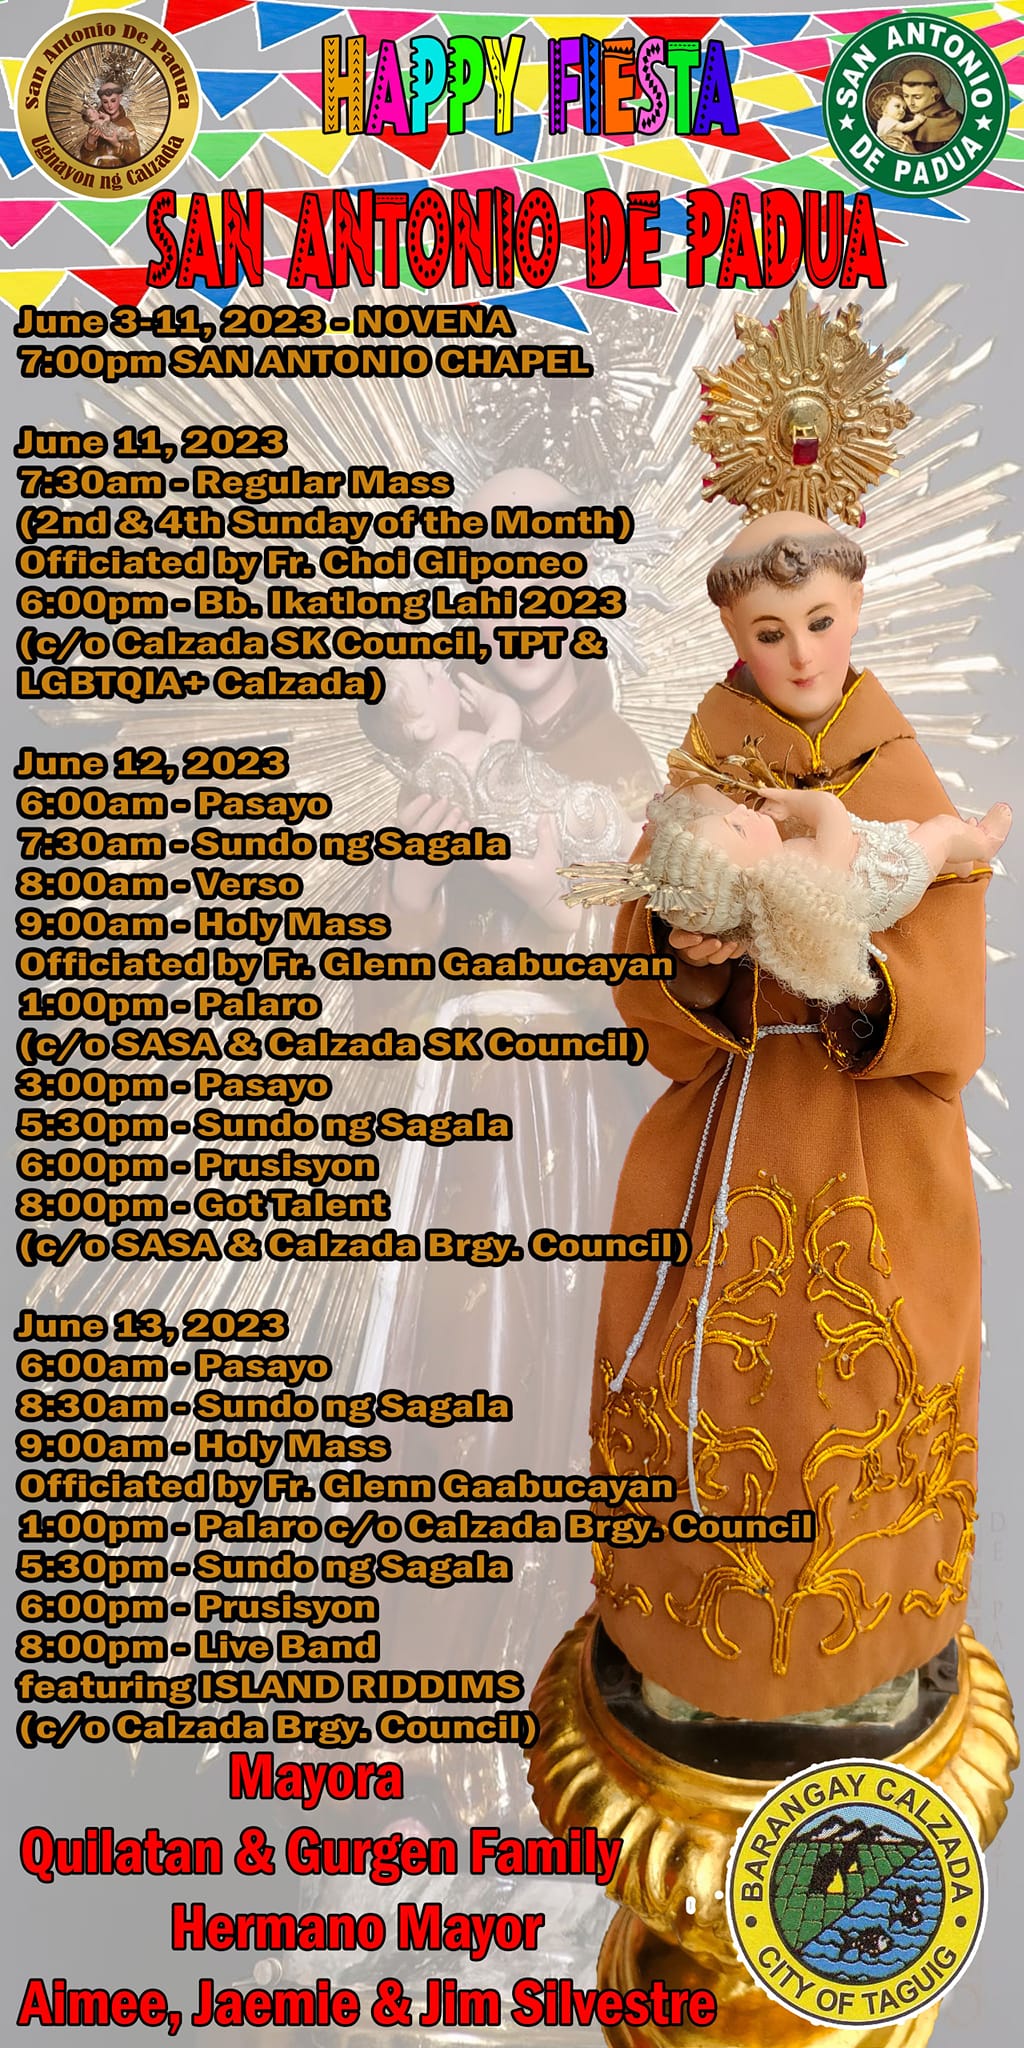 San Antonio De Padua
Ugnayon ng Calzada
HAPPY FIESTA
SAN ANTONIO
DE PADUA
SAN ANTONIO DE PADUA
June 3-11, 2023 - NOVENA
7:00pm SAN ANTONIO CHAPEL
June 11, 2023
7:30am - Regular Mass
(2nd & 4th Sunday of the Month)
Officiated by Fr. Choi Gliponeo
6:00pm - Bb. Ikatlong Lahi 2023
(c/o Calzada SK Council, TPT &
LGBTQIA+ Calzada)
June 12, 2023
6:00am - Pasayo
7:30am - Sundo ng Sagala
8:00am - Verso
9:00am - Holy Mass
Officiated by Fr. Glenn Gaabucayan
1:00pm - Palaro
(c/o SASA & Calzada SK Council)
3:00pm - Pasayo
5:30pm - Sundo ng Sagala
6:00pm - Prusisyon
8:00pm - Got Talent
(c/o SASA & Calzada Brgy. Council)
June 13, 2023
6:00am - Pasayo
8:30am - Sundo ng Sagala
9:00am - Holy Mass
Officiated by Fr. Glenn Gaabucayan
1:00pm - Palaro c/o Calzada Brgy. Council
5:30pm - Sundo ng Sagala
6:00pm - Prusisyon
8:00pm - Live Band
featuring ISLAND RIDDIMS
(c/o Calzada Brgy. Council)
Mayora
Quilatan & Gurgen Family
Hermano Mayor
Aimee, Jaemie & Jim Silvestre
BARANGAY CALZADA
CITY OF TAGUIG